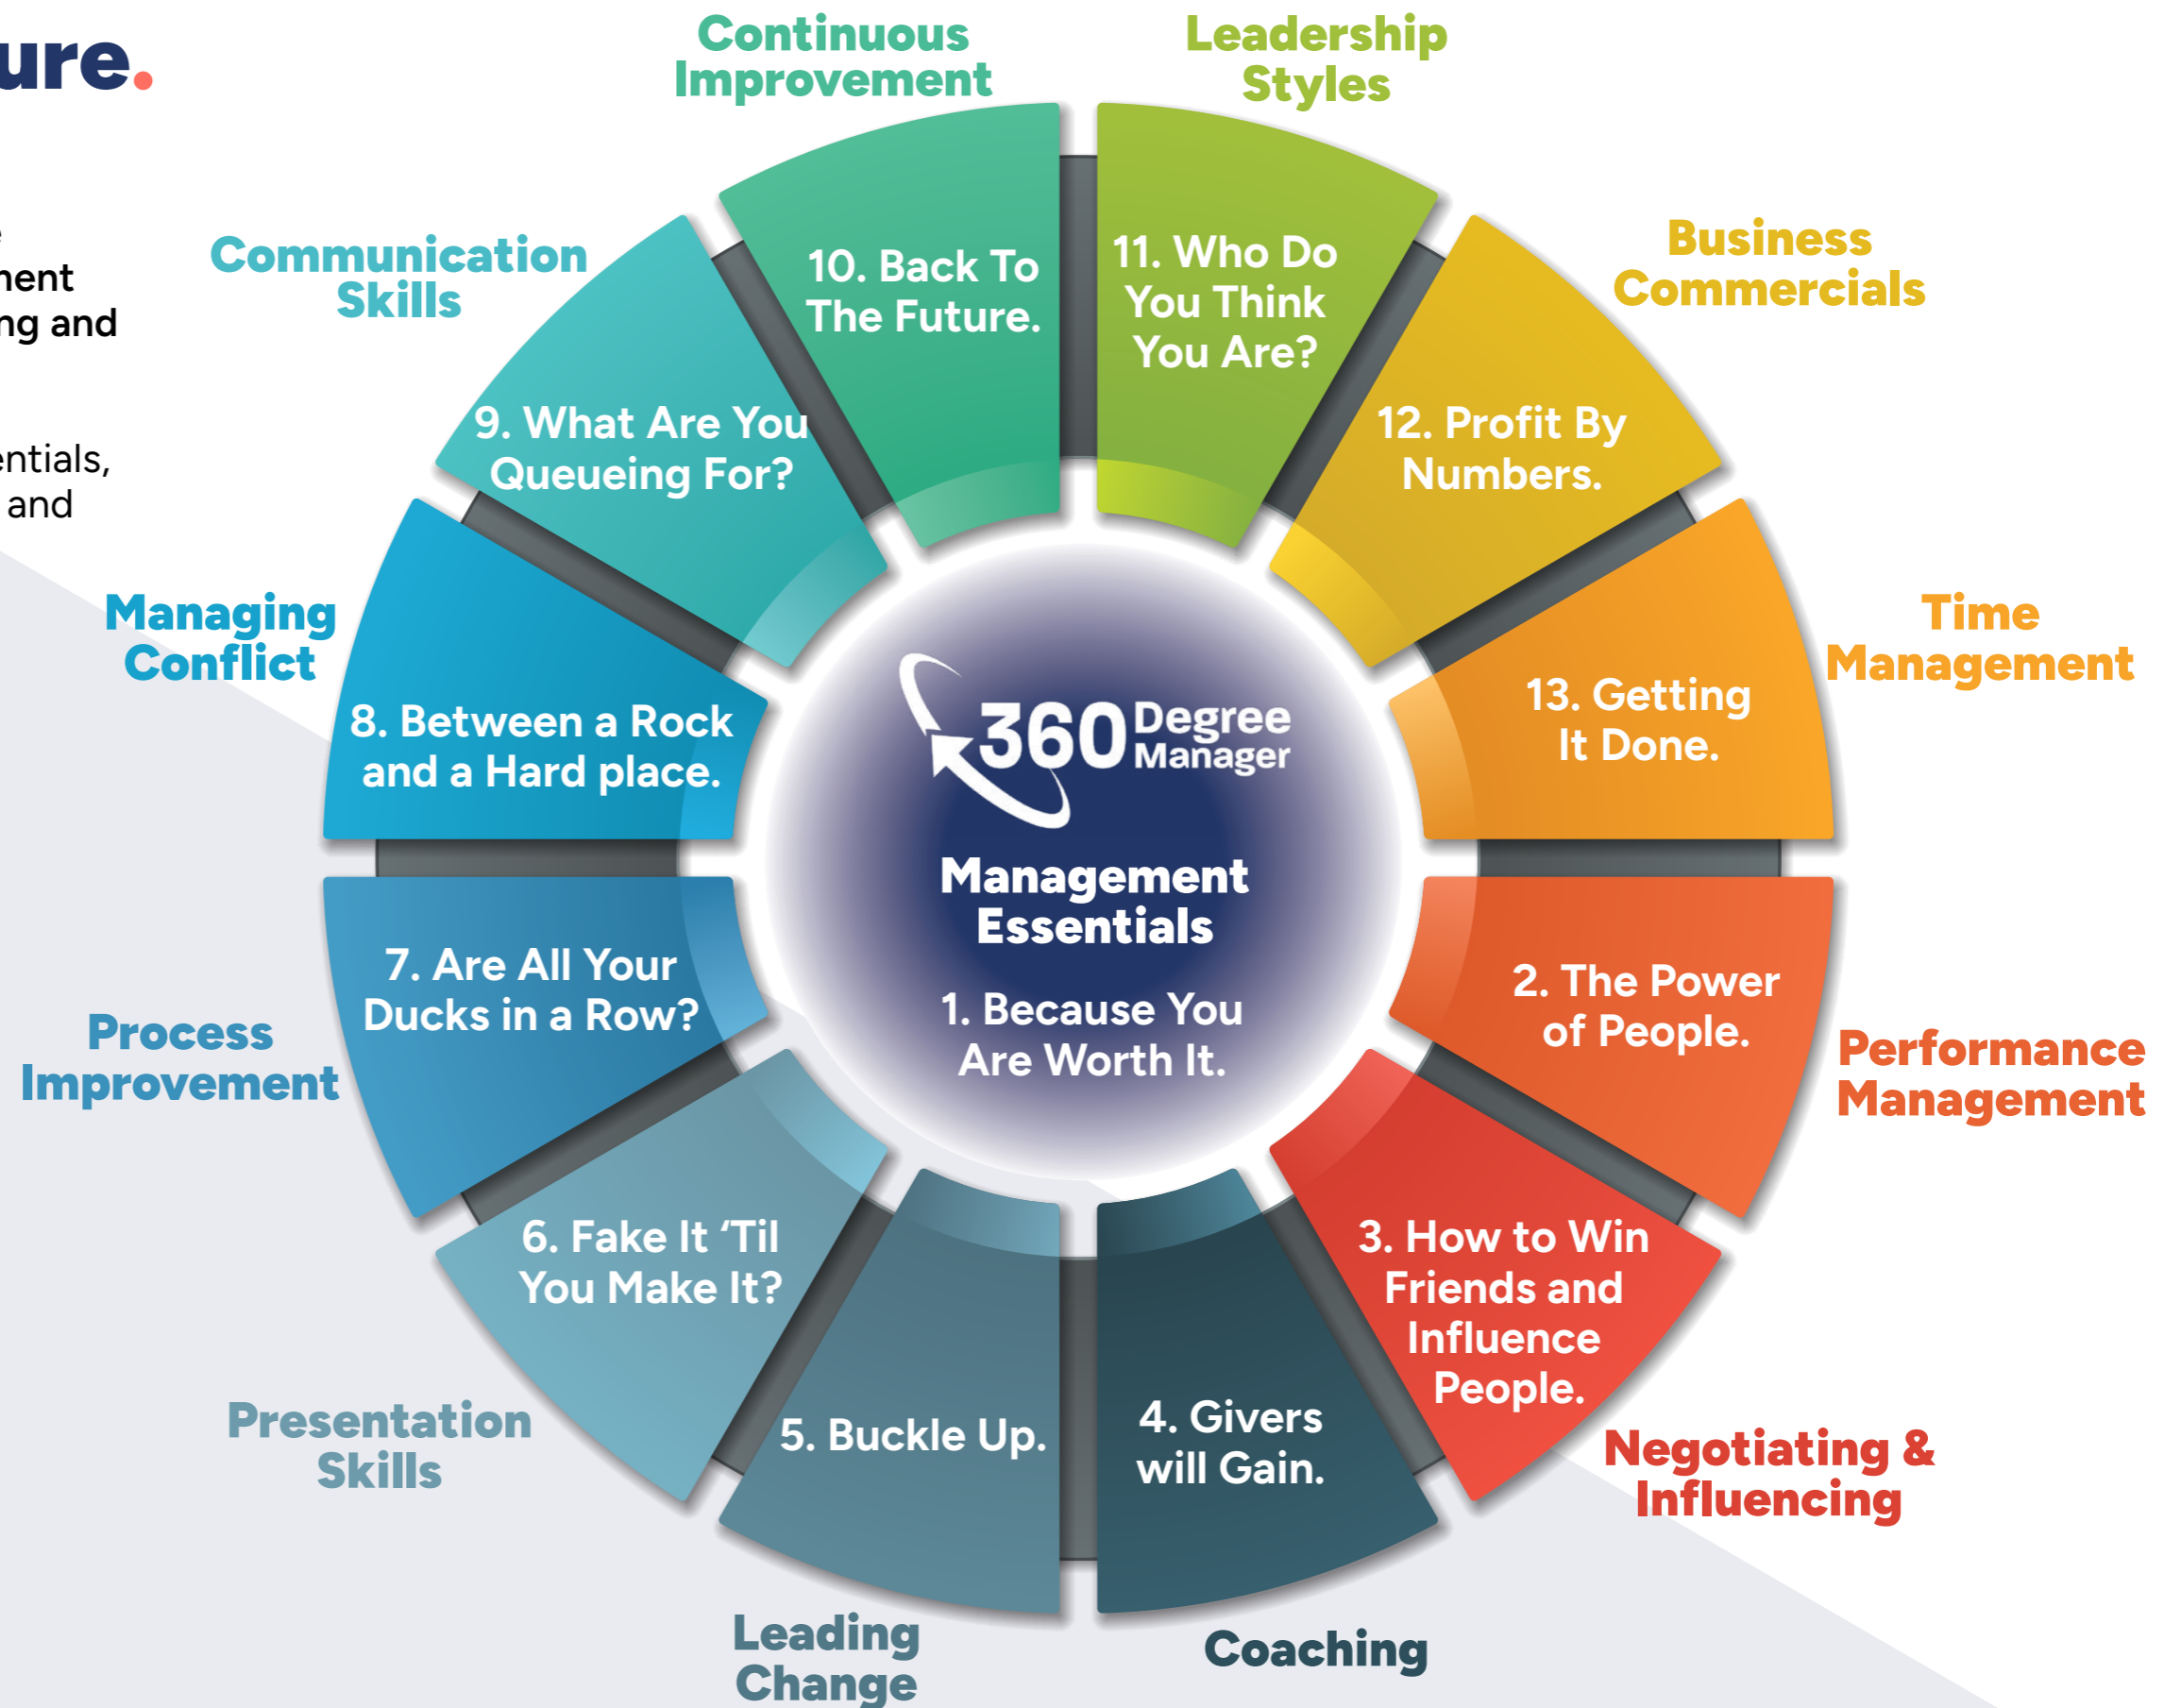 ure.
e
nent
ng and
entials,
and
Continuous
Improvement
Leadership
Styles
Communication
Skills
Business
Commercials
10. Back To
The Future.
11. Who Do
You Think
You Are?
9. What Are You
Queueing For?
12. Profit By
Numbers.
Managing
Conflict
Time
Management
8. Between a Rock
and a Hard place.
13. Getting
It Done.
360 Degree
Manager
Management
Essentials
1. Because You
Are Worth It.
7. Are All Your
Ducks in a Row?
2. The Power
of People.
Process
Improvement
Performance
Management
6. Fake It ‘Til
You Make It?
3. How to Win
Friends and
Influence
People.
Presentation
Skills
5. Buckle Up.
4. Givers
will Gain.
Negotiating &
Influencing
Leading
Change
Coaching